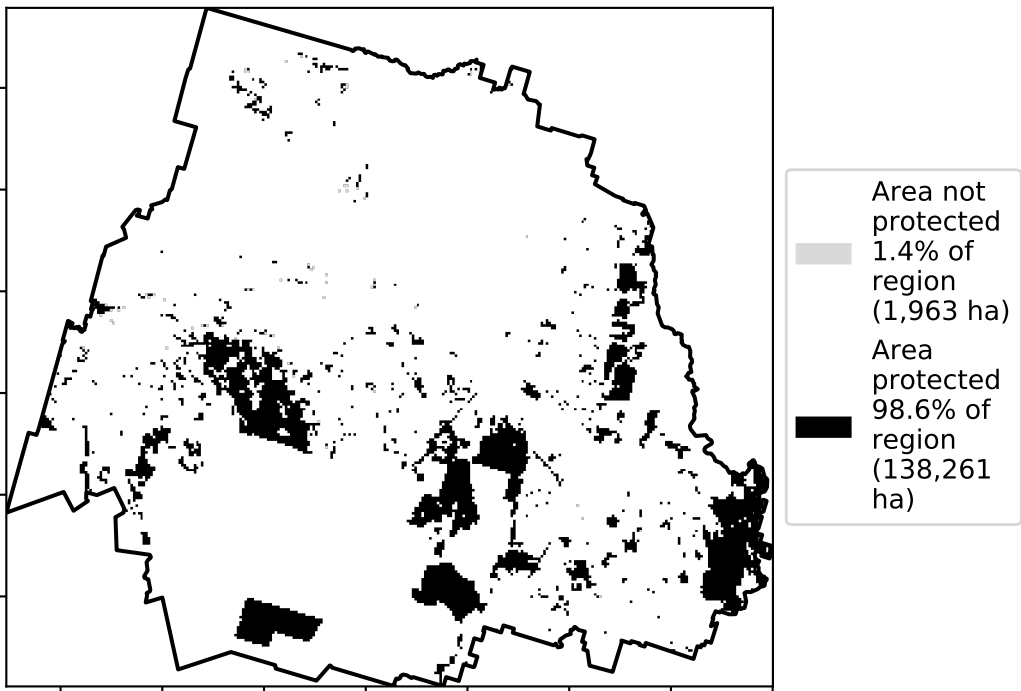 Area not
protected
1.4% of
region
(1,963 ha)
Area
protected
98.6% of
region
(138,261
ha)